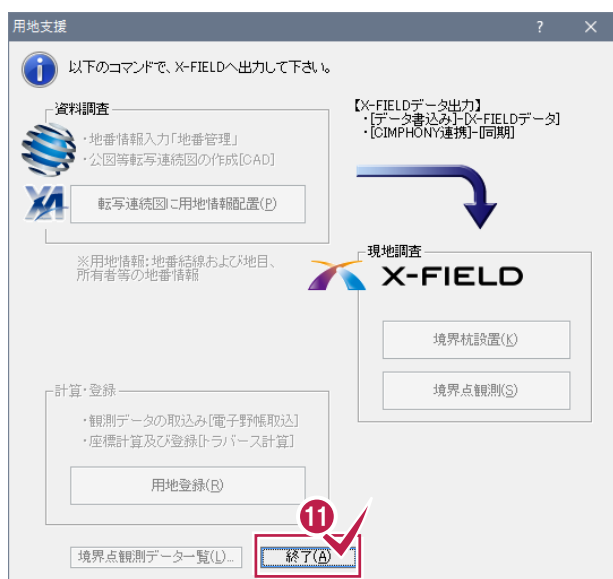 用地支援
? ×
以下のコマンドで、X-FIELDへ出力して下さい。
資料調査
・地番情報入力「地番管理」
・公図等転写連続図の作成[CAD]
転写連続図に用地情報配置(P)
※用地情報:地番結線および地目、
所有者等の地番情報
【X-FIELDデータ出力】
・[データ書込み]-[X-FIELDデータ]
・[CIMPHONY連携]-[同期]
現地調査
X-FIELD
境界杭設置(K)
境界点観測(S)
計算・登録
・観測データの取込み[電子野帳取込]
・座標計算及び登録[トラバース計算]
用地登録(R)
境界点観測データ一覧(L)...
11
終了(A)